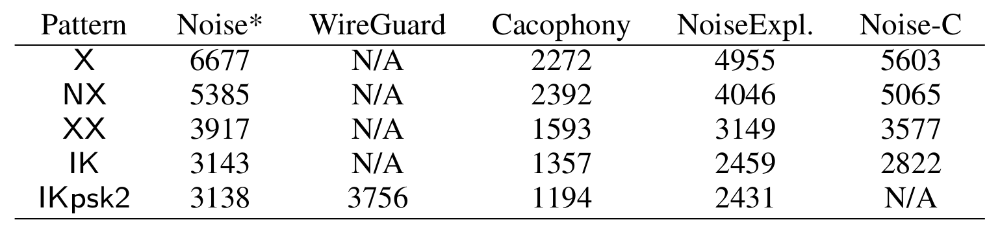 Pattern Noise* WireGuard Cacophony NoiseExpl. Noise-C
X 6677 N/A 2272 4955 5603
NX 5385 N/A 2392 4046 5065
XX 3917 N/A 1593 3149 3577
IK 3143 N/A 1357 2459 2822
IKpsk2 3138 3756 1194 2431 N/A